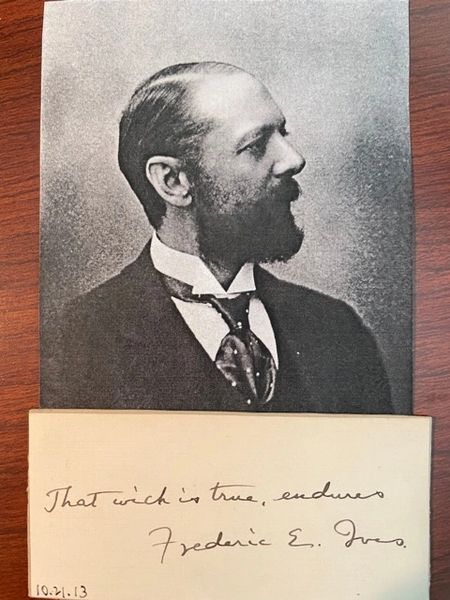 That wich is true, endures
Frederic E. Ives.
10.21.13